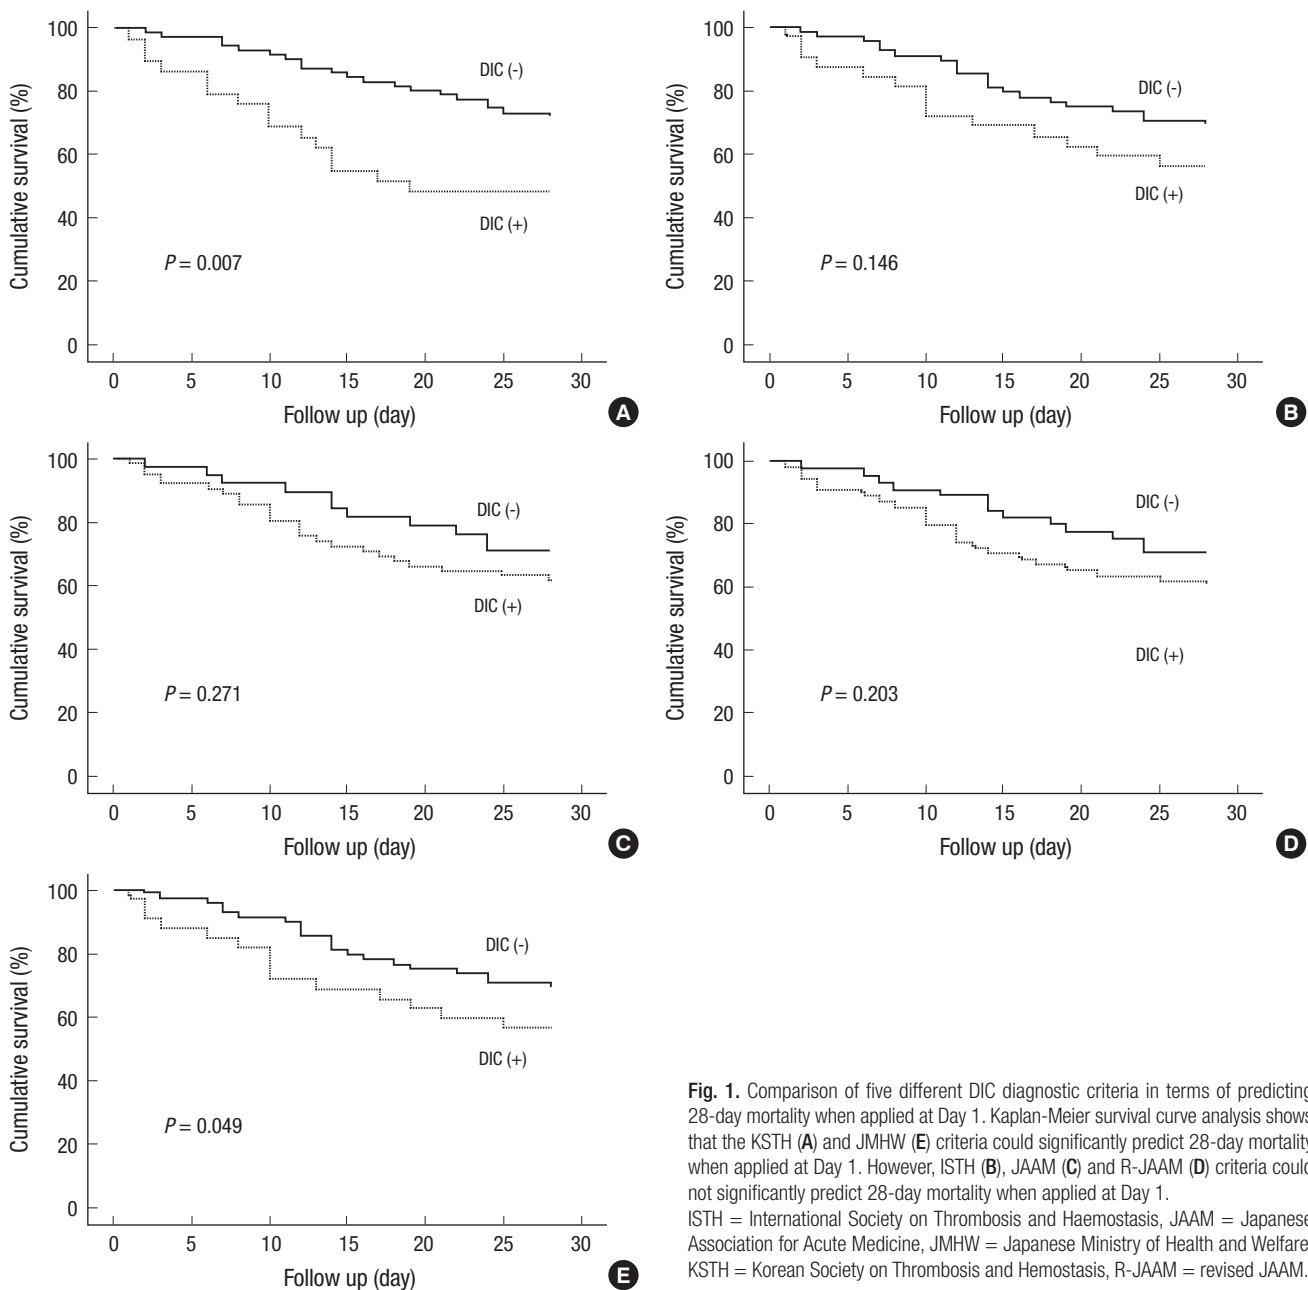 100
80
60
40
20
0
Cumulative survival (%)
DIC (-)
DIC (+)
P = 0.007
0 5 10 15 20 25 30
Follow up (day)
A
100
80
60
40
20
0
Cumulative survival (%)
DIC (-)
DIC (+)
P = 0.146
0 5 10 15 20 25 30
Follow up (day)
B
100
80
60
40
20
0
Cumulative survival (%)
DIC (-)
DIC (+)
P = 0.271
0 5 10 15 20 25 30
Follow up (day)
C
100
80
60
40
20
0
Cumulative survival (%)
DIC (-)
DIC (+)
P = 0.203
0 5 10 15 20 25 30
Follow up (day)
D
100
80
60
40
20
0
Cumulative survival (%)
DIC (-)
DIC (+)
P = 0.049
0 5 10 15 20 25 30
Follow up (day)
E
Fig. 1. Comparison of five different DIC diagnostic criteria in terms of predicting
28-day mortality when applied at Day 1. Kaplan-Meier survival curve analysis shows
that the KSTH (A) and JMHW (E) criteria could significantly predict 28-day mortality
when applied at Day 1. However, ISTH (B), JAAM (C) and R-JAAM (D) criteria could
not significantly predict 28-day mortality when applied at Day 1.
ISTH = International Society on Thrombosis and Haemostasis, JAAM = Japanese
Association for Acute Medicine, JMHW = Japanese Ministry of Health and Welfare
KSTH = Korean Society on Thrombosis and Hemostasis, R-JAAM = revised JAAM.